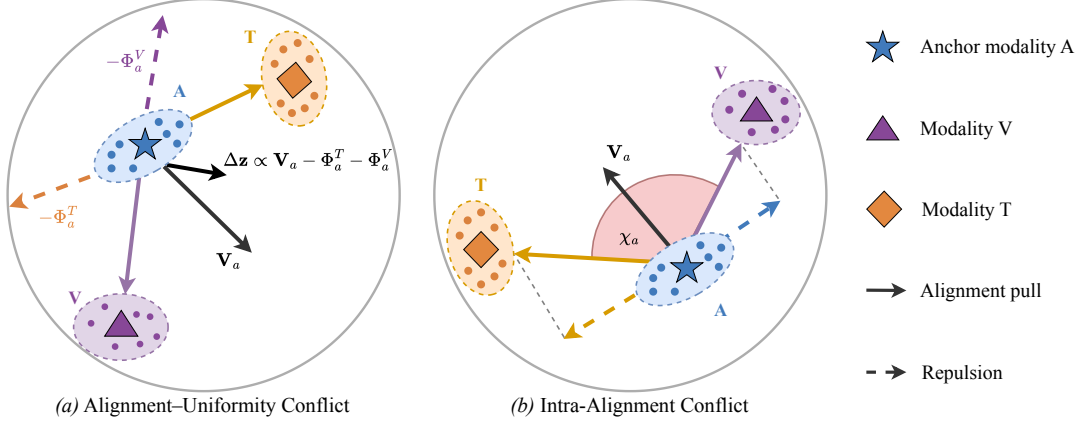 −Φ_a^V
T
A
Δz ∝ V_a − Φ_a^T − Φ_a^V
−Φ_a^T
V_a
V
(a) Alignment–Uniformity Conflict
V
V_a
T
χ_a
A
(b) Intra-Alignment Conflict
Anchor modality A
Modality V
Modality T
Alignment pull
Repulsion